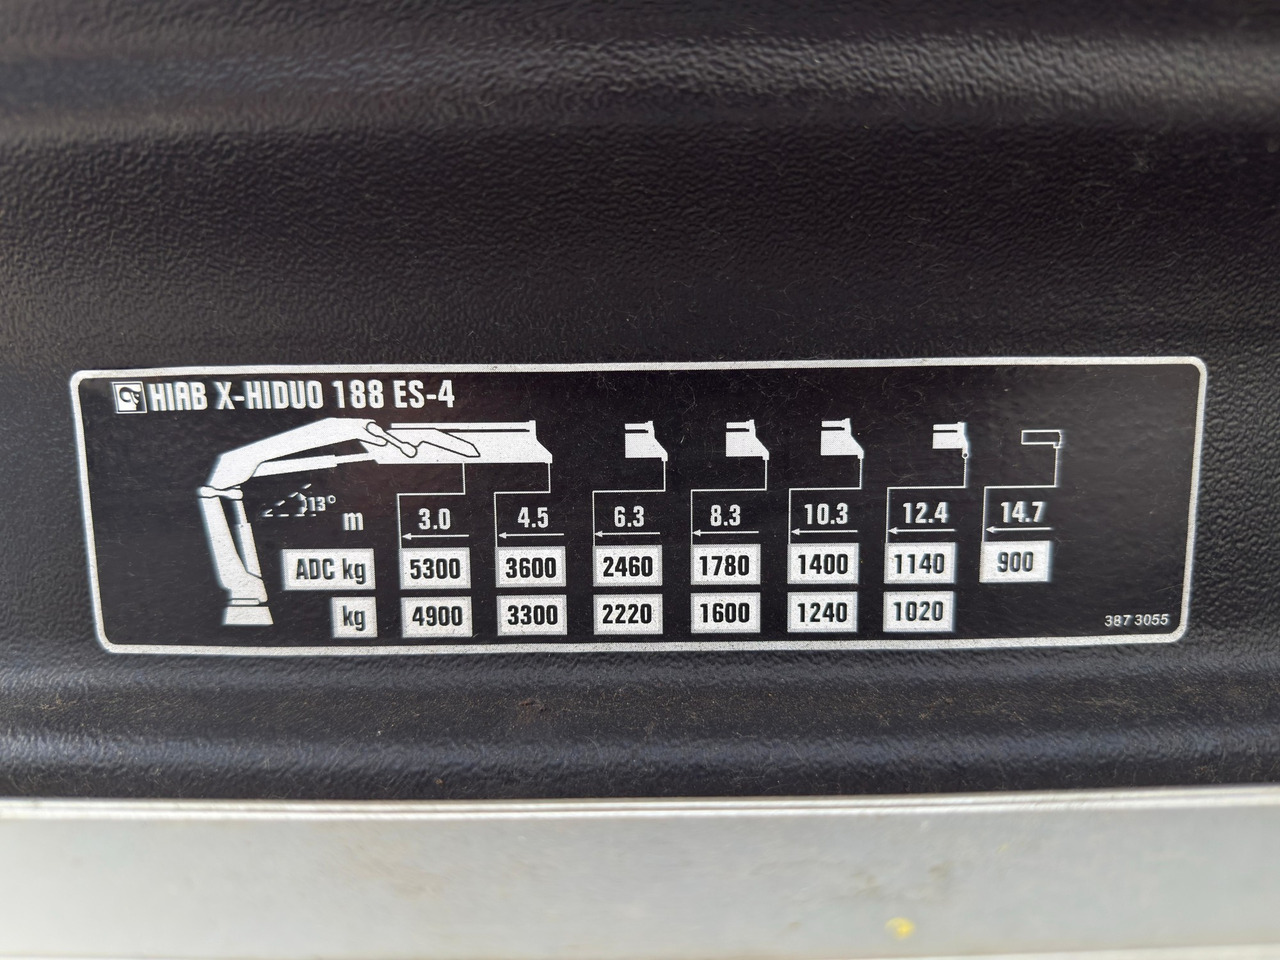 HIAB X-HIDUO 188 ES-4
13°
m 3.0 4.5 6.3 8.3 10.3 12.4 14.7
ADC kg 5300 3600 2460 1780 1400 1140 900
kg 4900 3300 2220 1600 1240 1020
387 3055